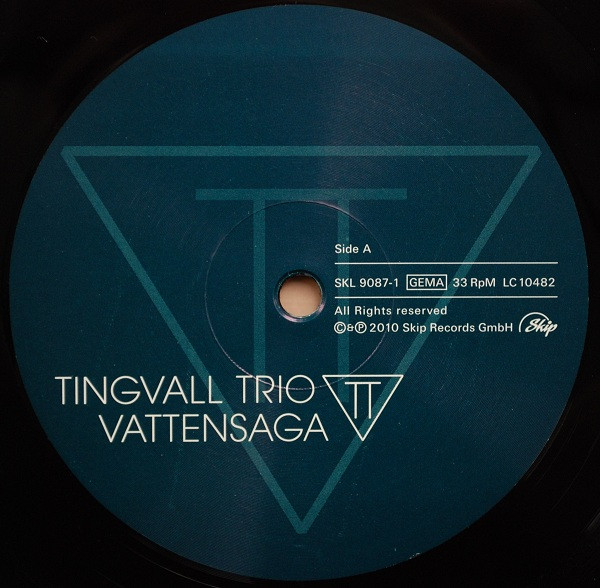 Side A
SKL 9087-1 GEMA 33 RpM LC 10482
All Rights reserved
©&℗ 2010 Skip Records GmbH Skip
TINGVALL TRIO TT
VATTENSAGA